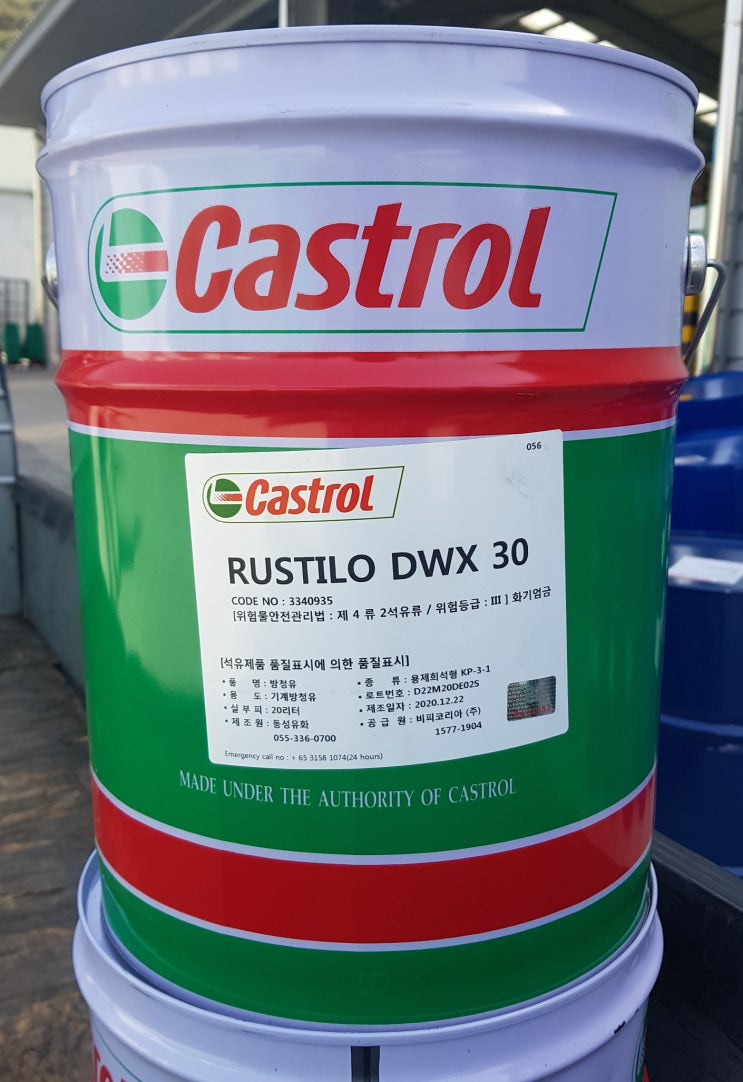 Castrol
056
Castrol
RUSTILO DWX 30
CODE NO : 3340935
[위험물안전관리법 : 제 4 류 2석유류 / 위험등급 : III ] 화기엄금
[석유제품 품질표시에 의한 품질표시]
• 품 명 : 방청유 • 종 류 : 용제희석형 KP-3-1
• 용 도 : 기계방청유 • 로트번호 : D22M20DE02S
• 실 부 피 : 20리터 • 제조일자 : 2020.12.22
• 제 조 원 : 동성유화 • 공 급 원 : 비피코리아 (주)
055-336-0700 1577-1904
Emergency call no : + 65 3158 1074(24 hours)
MADE UNDER THE AUTHORITY OF CASTROL